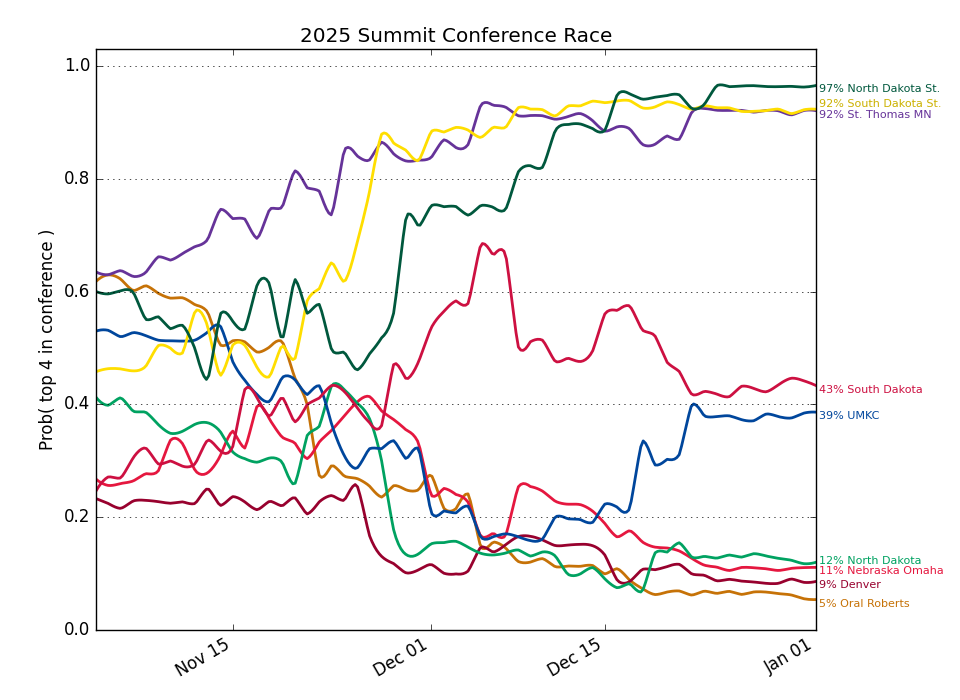 2025 Summit Conference Race
Prob( top 4 in conference )
1.0
0.8
0.6
0.4
0.2
0.0
Nov 15
Dec 01
Dec 15
Jan 01
97% North Dakota St.
92% South Dakota St.
92% St. Thomas MN
43% South Dakota
39% UMKC
12% North Dakota
11% Nebraska Omaha
9% Denver
5% Oral Roberts